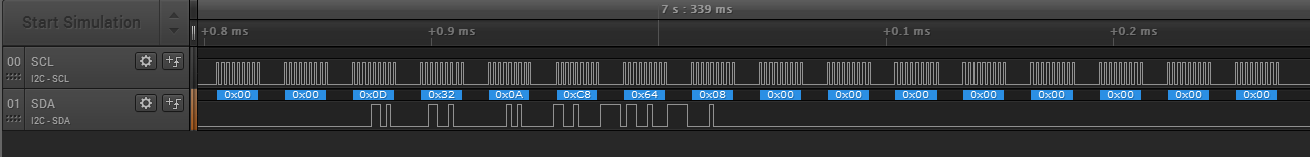 7 s : 339 ms
Start Simulation
+0.8 ms +0.9 ms +0.1 ms +0.2 ms
00 SCL
I2C - SCL
0x00 0x00 0x0D 0x32 0x0A 0xC8 0x64 0x08 0x00 0x00 0x00 0x00 0x00 0x00 0x00 0x00
01 SDA
I2C - SDA